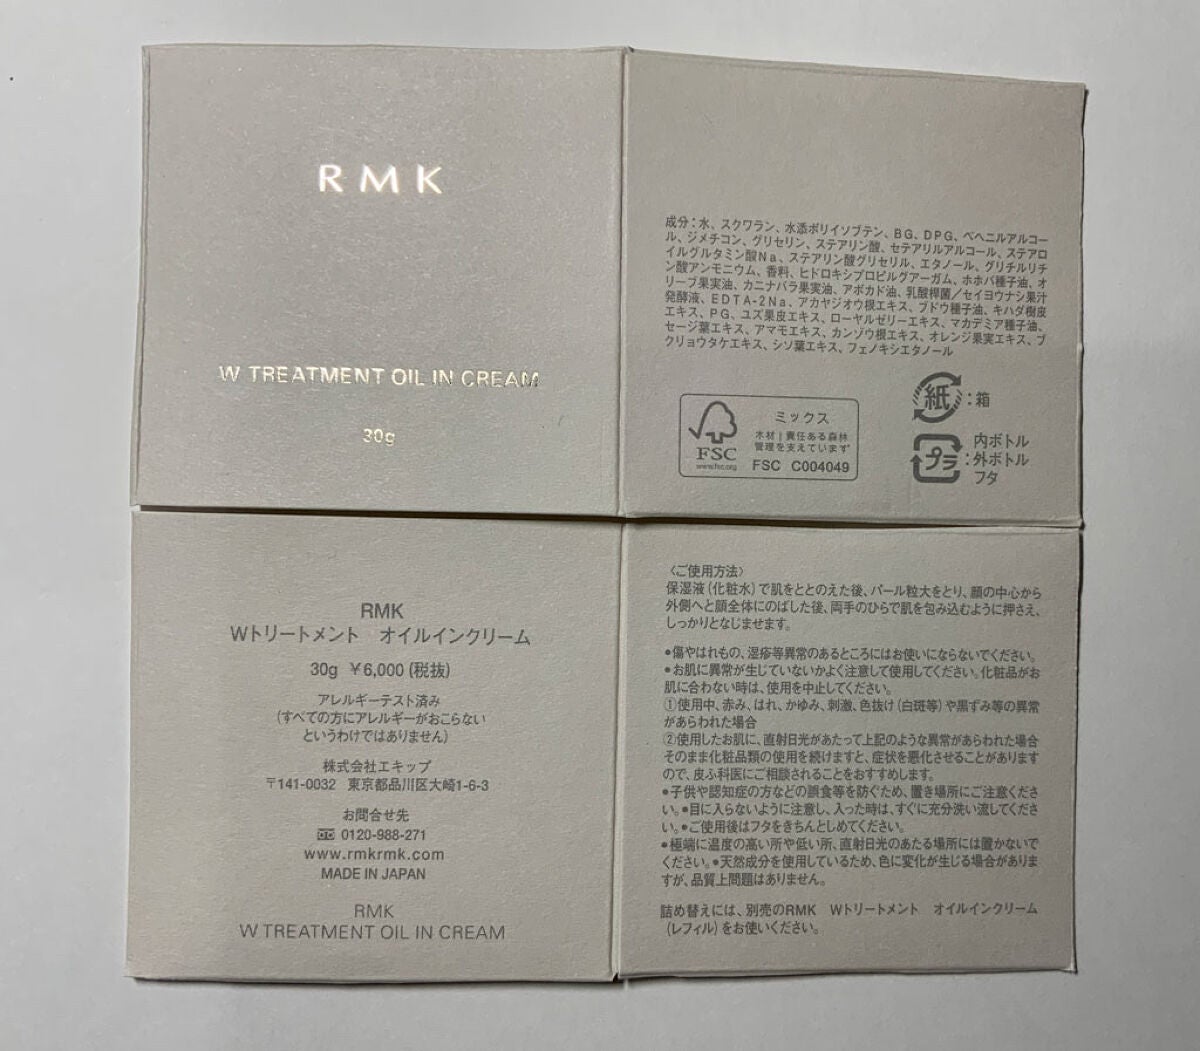 RMK
W TREATMENT OIL IN CREAM
30g
成分：水、スクワラン、水添ポリイソブテン、BG、DPG、ベヘニルアルコー
ル、ジメチコン、グリセリン、ステアリン酸、セテアリルアルコール、ステアロ
イルグルタミン酸Na、ステアリン酸グリセリル、エタノール、グリチルリチ
ン酸アンモニウム、香料、ヒドロキシプロピルグアーガム、ホホバ種子油、オ
リーブ果実油、カニナバラ果実油、アボカド油、乳酸桿菌／セイヨウナシ果汁
発酵液、EDTA-2Na、アカヤジオウ根エキス、ブドウ種子油、キハダ樹皮
エキス、PG、ユズ果皮エキス、ローヤルゼリーエキス、マカデミア種子油、
セージ葉エキス、アマモエキス、カンゾウ根エキス、オレンジ果実エキス、ブ
クリョウタケエキス、シソ葉エキス、フェノキシエタノール
FSC
www.fsc.org
ミックス
木材｜責任ある森林
管理を支えています
FSC C004049
紙：箱
プラ：
内ボトル
外ボトル
フタ
RMK
Wトリートメント　オイルインクリーム
30g ￥6,000（税抜）
アレルギーテスト済み
（すべての方にアレルギーがおこらない
というわけではありません）
株式会社エキップ
〒141-0032　東京都品川区大崎1-6-3
お問合せ先
0120-988-271
www.rmkrmk.com
MADE IN JAPAN
RMK
W TREATMENT OIL IN CREAM
〈ご使用方法〉
保湿液（化粧水）で肌をととのえた後、パール粒大をとり、顔の中心から
外側へと顔全体にのばした後、両手のひらで肌を包み込むように押さえ、
しっかりとなじませます。
●傷やはれもの、湿疹等異常のあるところにはお使いにならないでください。
●お肌に異常が生じていないかよく注意して使用してください。化粧品がお
肌に合わない時は、使用を中止してください。
①使用中、赤み、はれ、かゆみ、刺激、色抜け（白斑等）や黒ずみ等の異常
があらわれた場合
②使用したお肌に、直射日光があたって上記のような異常があらわれた場合
そのまま化粧品類の使用を続けますと、症状を悪化させることがあります
ので、皮ふ科医にご相談されることをおすすめします。
●子供や認知症の方などの誤食等を防ぐため、置き場所にご注意くださ
い。●目に入らないように注意し、入った時は、すぐに充分洗い流してくださ
い。●ご使用後はフタをきちんとしめてください。
●極端に温度の高い所や低い所、直射日光のあたる場所には置かないで
ください。●天然成分を使用しているため、色に変化が生じる場合がありま
すが、品質上問題はありません。
詰め替えには、別売のRMK　Wトリートメント　オイルインクリーム
（レフィル）をお使いください。